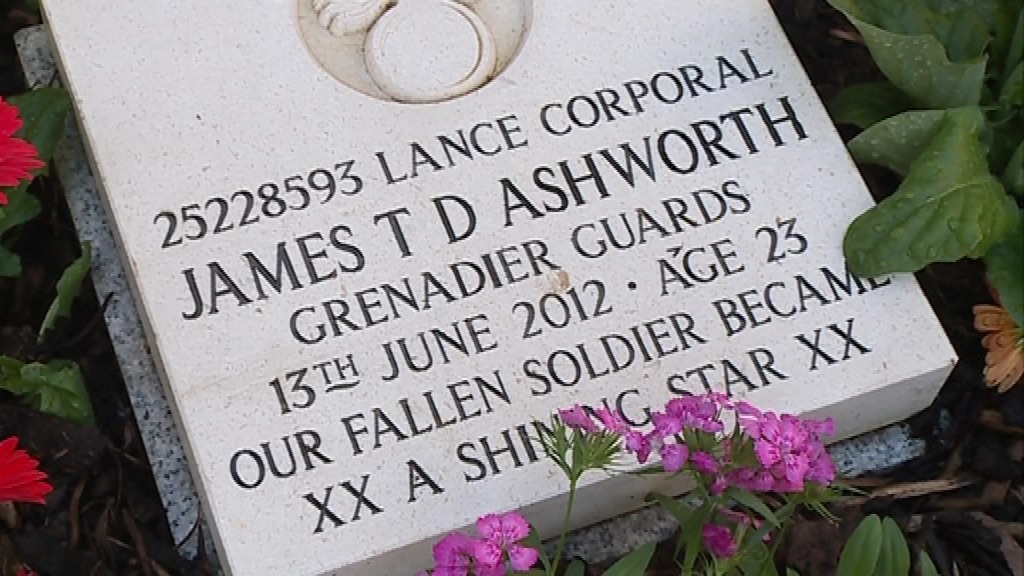 25228593 LANCE CORPORAL
JAMES T D ASHWORTH
GRENADIER GUARDS
13TH JUNE 2012 · AGE 23
OUR FALLEN SOLDIER BECAME
XX A SHINING STAR XX